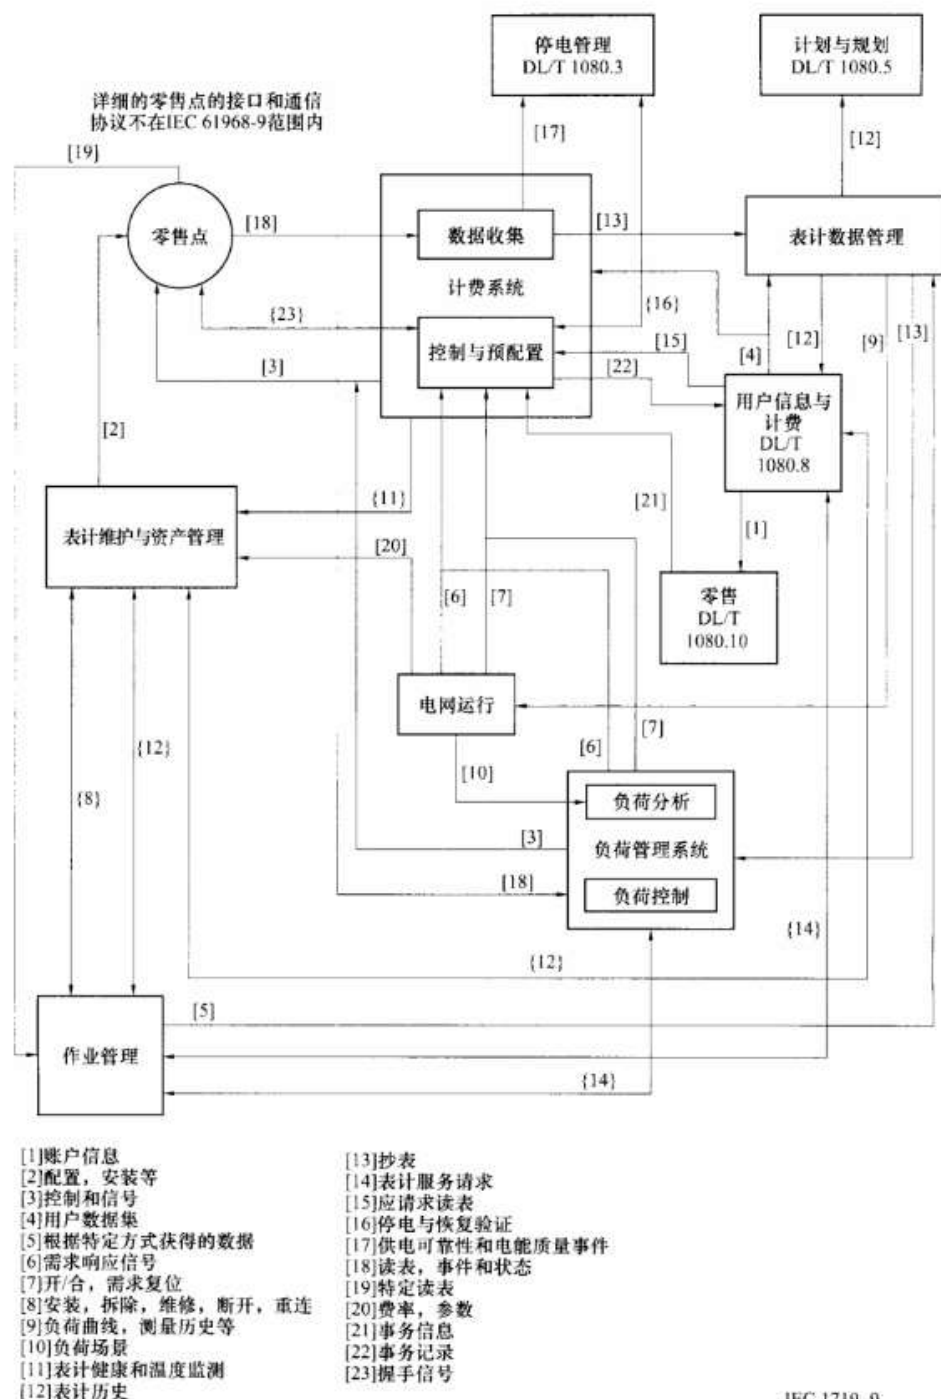 停电管理
DL/T 1080.3
计划与规划
DL/T 1080.5
详细的零售点的接口和通信
协议不在IEC 61968-9范围内
[19]
[17]
[12]
零售点
[18]
数据收集
[13]
表计数据管理
计费系统
{23}
{16}
控制与预配置
[15]
[4]
[12]
[9]
[13]
[3]
[22]
用户信息与
计费
DL/T
1080.8
[2]
{11}
[21]
[1]
表计维护与资产管理
[20]
[6]
[7]
零售
DL/T
1080.10
电网运行
[7]
[6]
{12}
[10]
负荷分析
{8}
[3]
负荷管理系统
[18]
负荷控制
{14}
{12}
[5]
作业管理
{14}
[1]账户信息
[2]配置，安装等
[3]控制和信号
[4]用户数据集
[5]根据特定方式获得的数据
[6]需求响应信号
[7]开/合，需求复位
[8]安装，拆除，维修，断开，重连
[9]负荷曲线，测量历史等
[10]负荷场景
[11]表计健康和温度监测
[12]表计历史
[13]抄表
[14]表计服务请求
[15]应请求读表
[16]停电与恢复验证
[17]供电可靠性和电能质量事件
[18]读表，事件和状态
[19]特定读表
[20]费率，参数
[21]事务信息
[22]事务记录
[23]握手信号